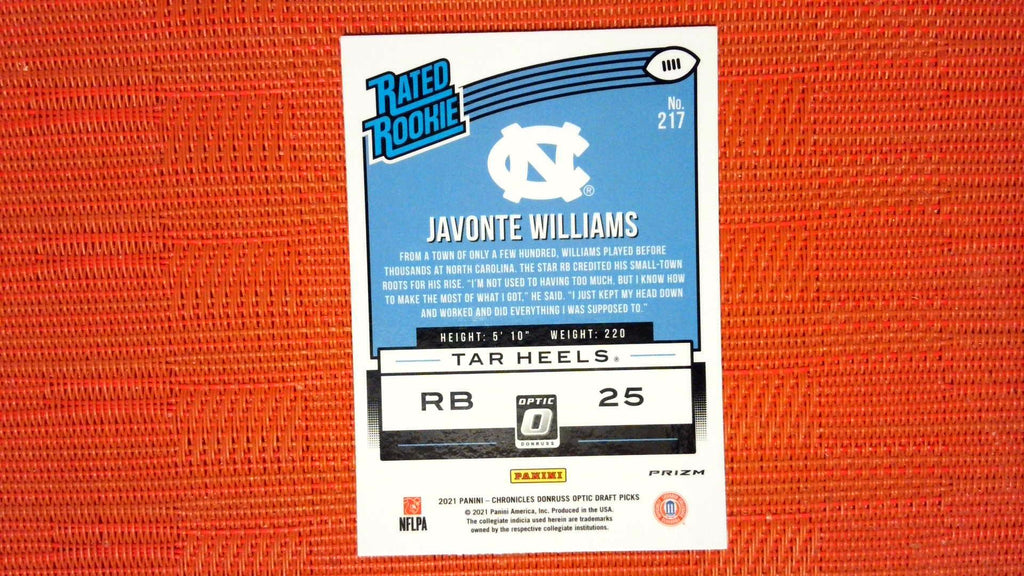 RATED
ROOKIE
No.
217
NC®
JAVONTE WILLIAMS
FROM A TOWN OF ONLY A FEW HUNDRED, WILLIAMS PLAYED BEFORE
THOUSANDS AT NORTH CAROLINA. THE STAR RB CREDITED HIS SMALL-TOWN
ROOTS FOR HIS RISE. "I'M NOT USED TO HAVING TOO MUCH, BUT I KNOW HOW
TO MAKE THE MOST OF WHAT I GOT," HE SAID. "I JUST KEPT MY HEAD DOWN
AND WORKED AND DID EVERYTHING I WAS SUPPOSED TO."
HEIGHT: 5' 10" WEIGHT: 220
TAR HEELS®
RB 25
OPTIC
O
DONRUSS
PANINI
PRIZM
2021 PANINI – CHRONICLES DONRUSS OPTIC DRAFT PICKS
© 2021 Panini America, Inc. Produced in the USA.
The collegiate indicia used herein are trademarks
owned by the respective collegiate institutions.
NFLPA